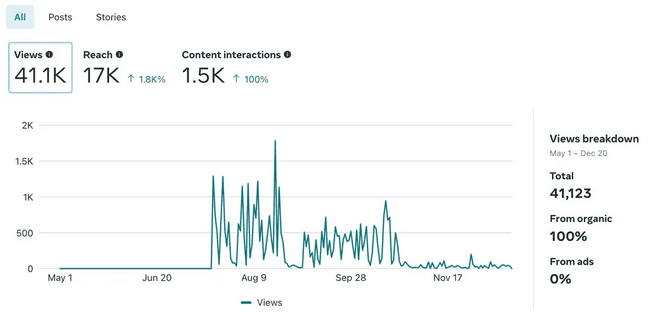 All Posts Stories
Views Reach Content interactions
41.1K 17K ↑ 1.8K% 1.5K ↑ 100%
2K
1.5K
1K
500
0
May 1 Jun 20 Aug 9 Sep 28 Nov 17
Views
Views breakdown
May 1 – Dec 20
Total
41,123
From organic
100%
From ads
0%